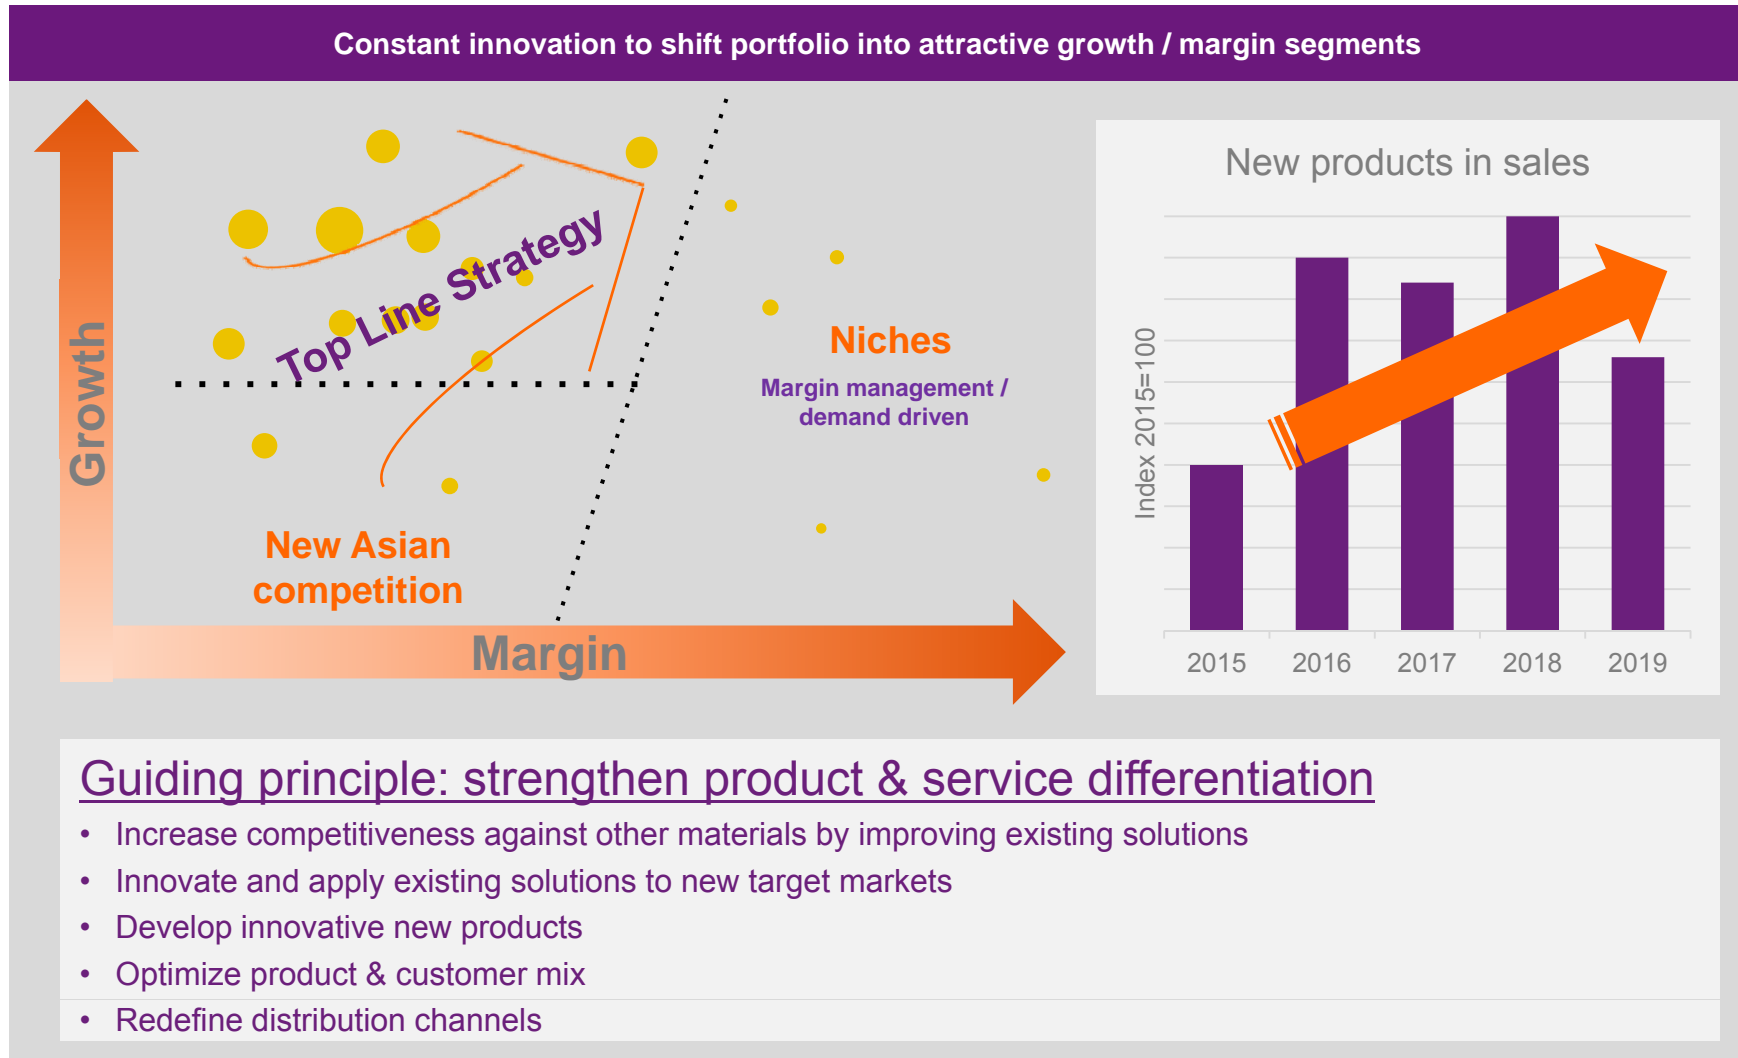 Constant innovation to shift portfolio into attractive growth / margin segments
Growth
Top Line Strategy
Niches
Margin management /
demand driven
New Asian
competition
Margin
New products in sales
Index 2015=100
2015 2016 2017 2018 2019
Guiding principle: strengthen product & service differentiation
• Increase competitiveness against other materials by improving existing solutions
• Innovate and apply existing solutions to new target markets
• Develop innovative new products
• Optimize product & customer mix
• Redefine distribution channels